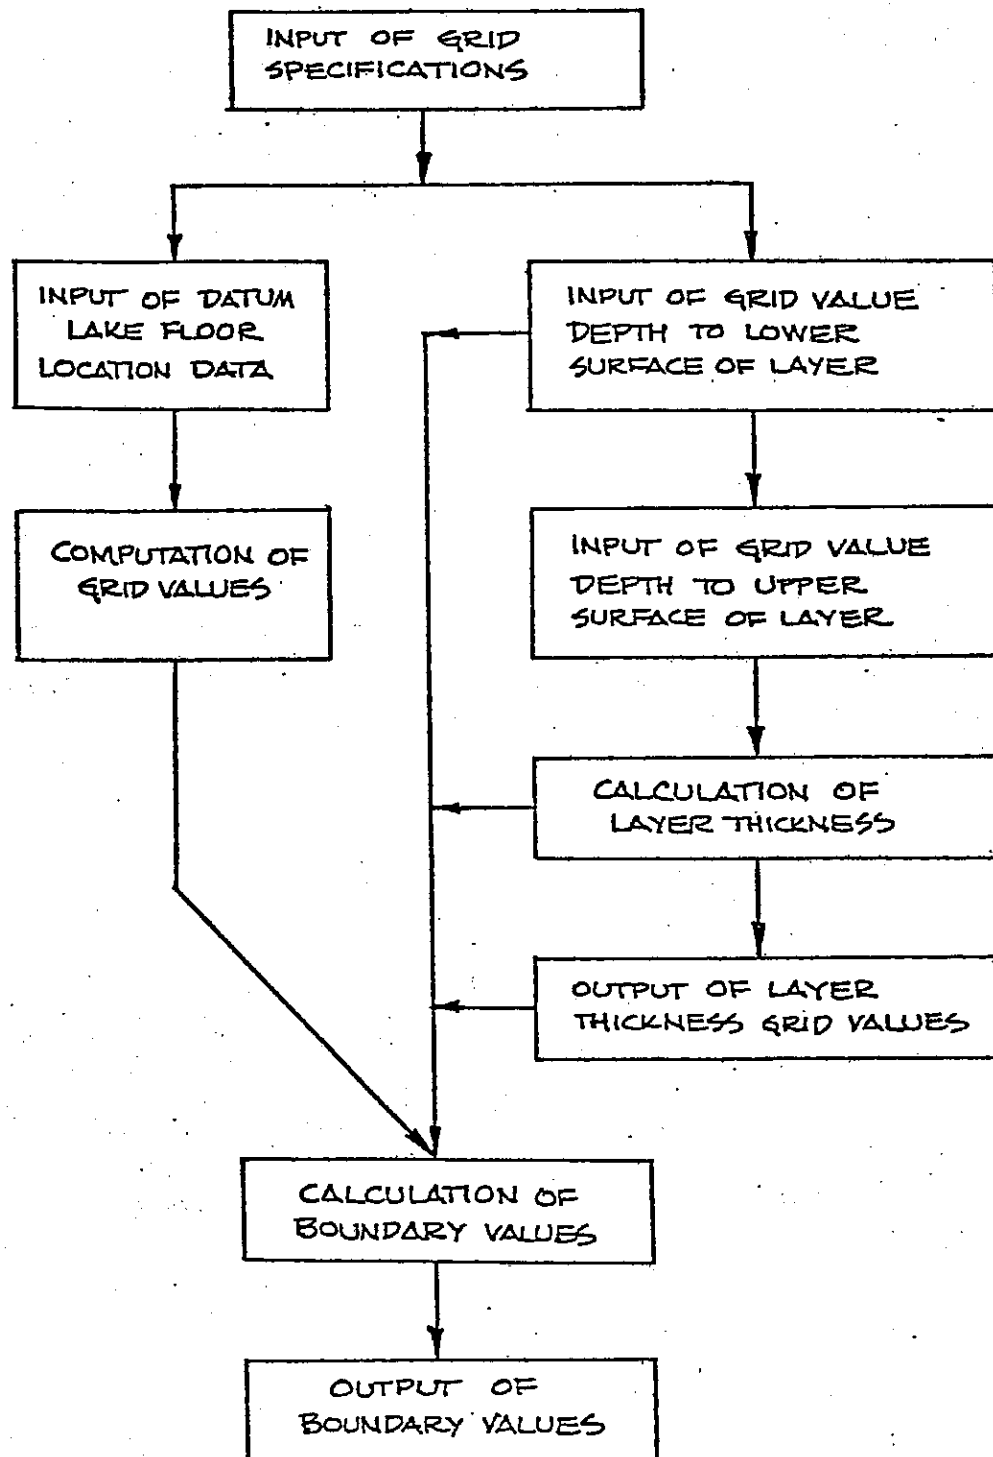 INPUT OF GRID
SPECIFICATIONS
INPUT OF DATUM
LAKE FLOOR
LOCATION DATA
INPUT OF GRID VALUE
DEPTH TO LOWER
SURFACE OF LAYER
COMPUTATION OF
GRID VALUES
INPUT OF GRID VALUE
DEPTH TO UPPER
SURFACE OF LAYER
CALCULATION OF
LAYER THICKNESS
OUTPUT OF LAYER
THICKNESS GRID VALUES
CALCULATION OF
BOUNDARY VALUES
OUTPUT OF
BOUNDARY VALUES